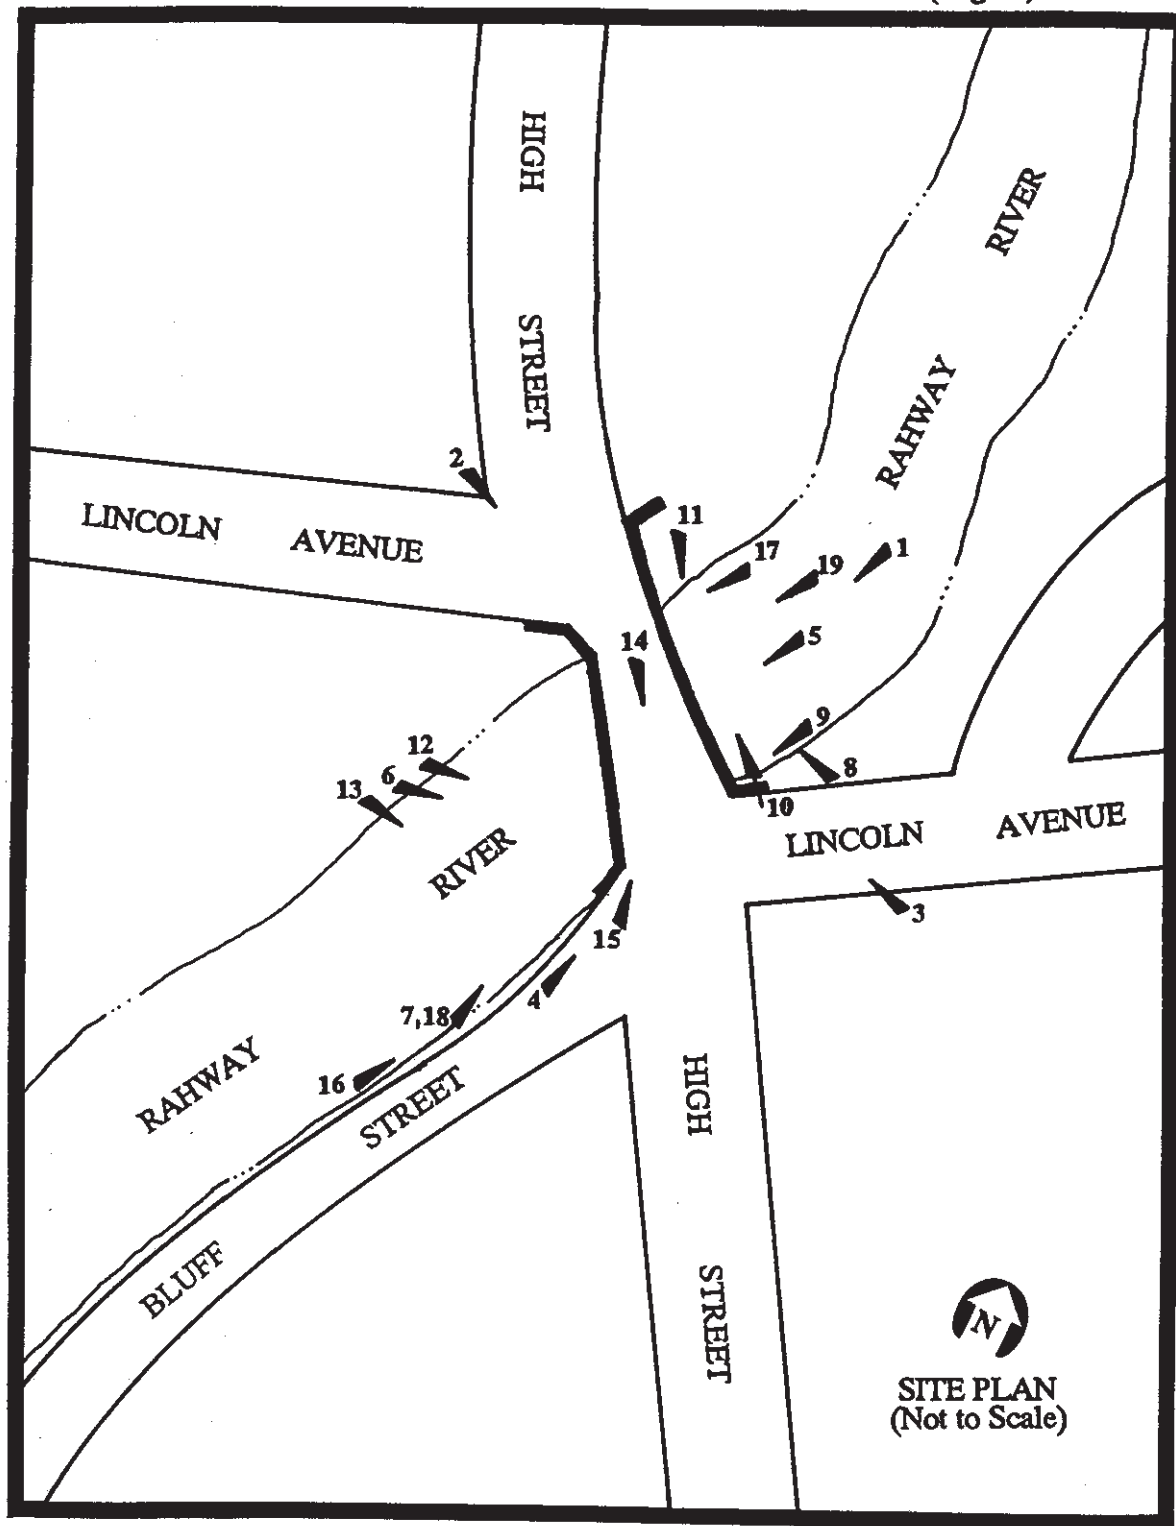 HIGH
STREET
RIVER
RAHWAY
2
LINCOLN AVENUE
11
17
19
1
14
5
12
6
13
9
8
10
RIVER
LINCOLN AVENUE
3
15
4
7,18
16
RAHWAY
STREET
BLUFF
HIGH
STREET
N
SITE PLAN
(Not to Scale)